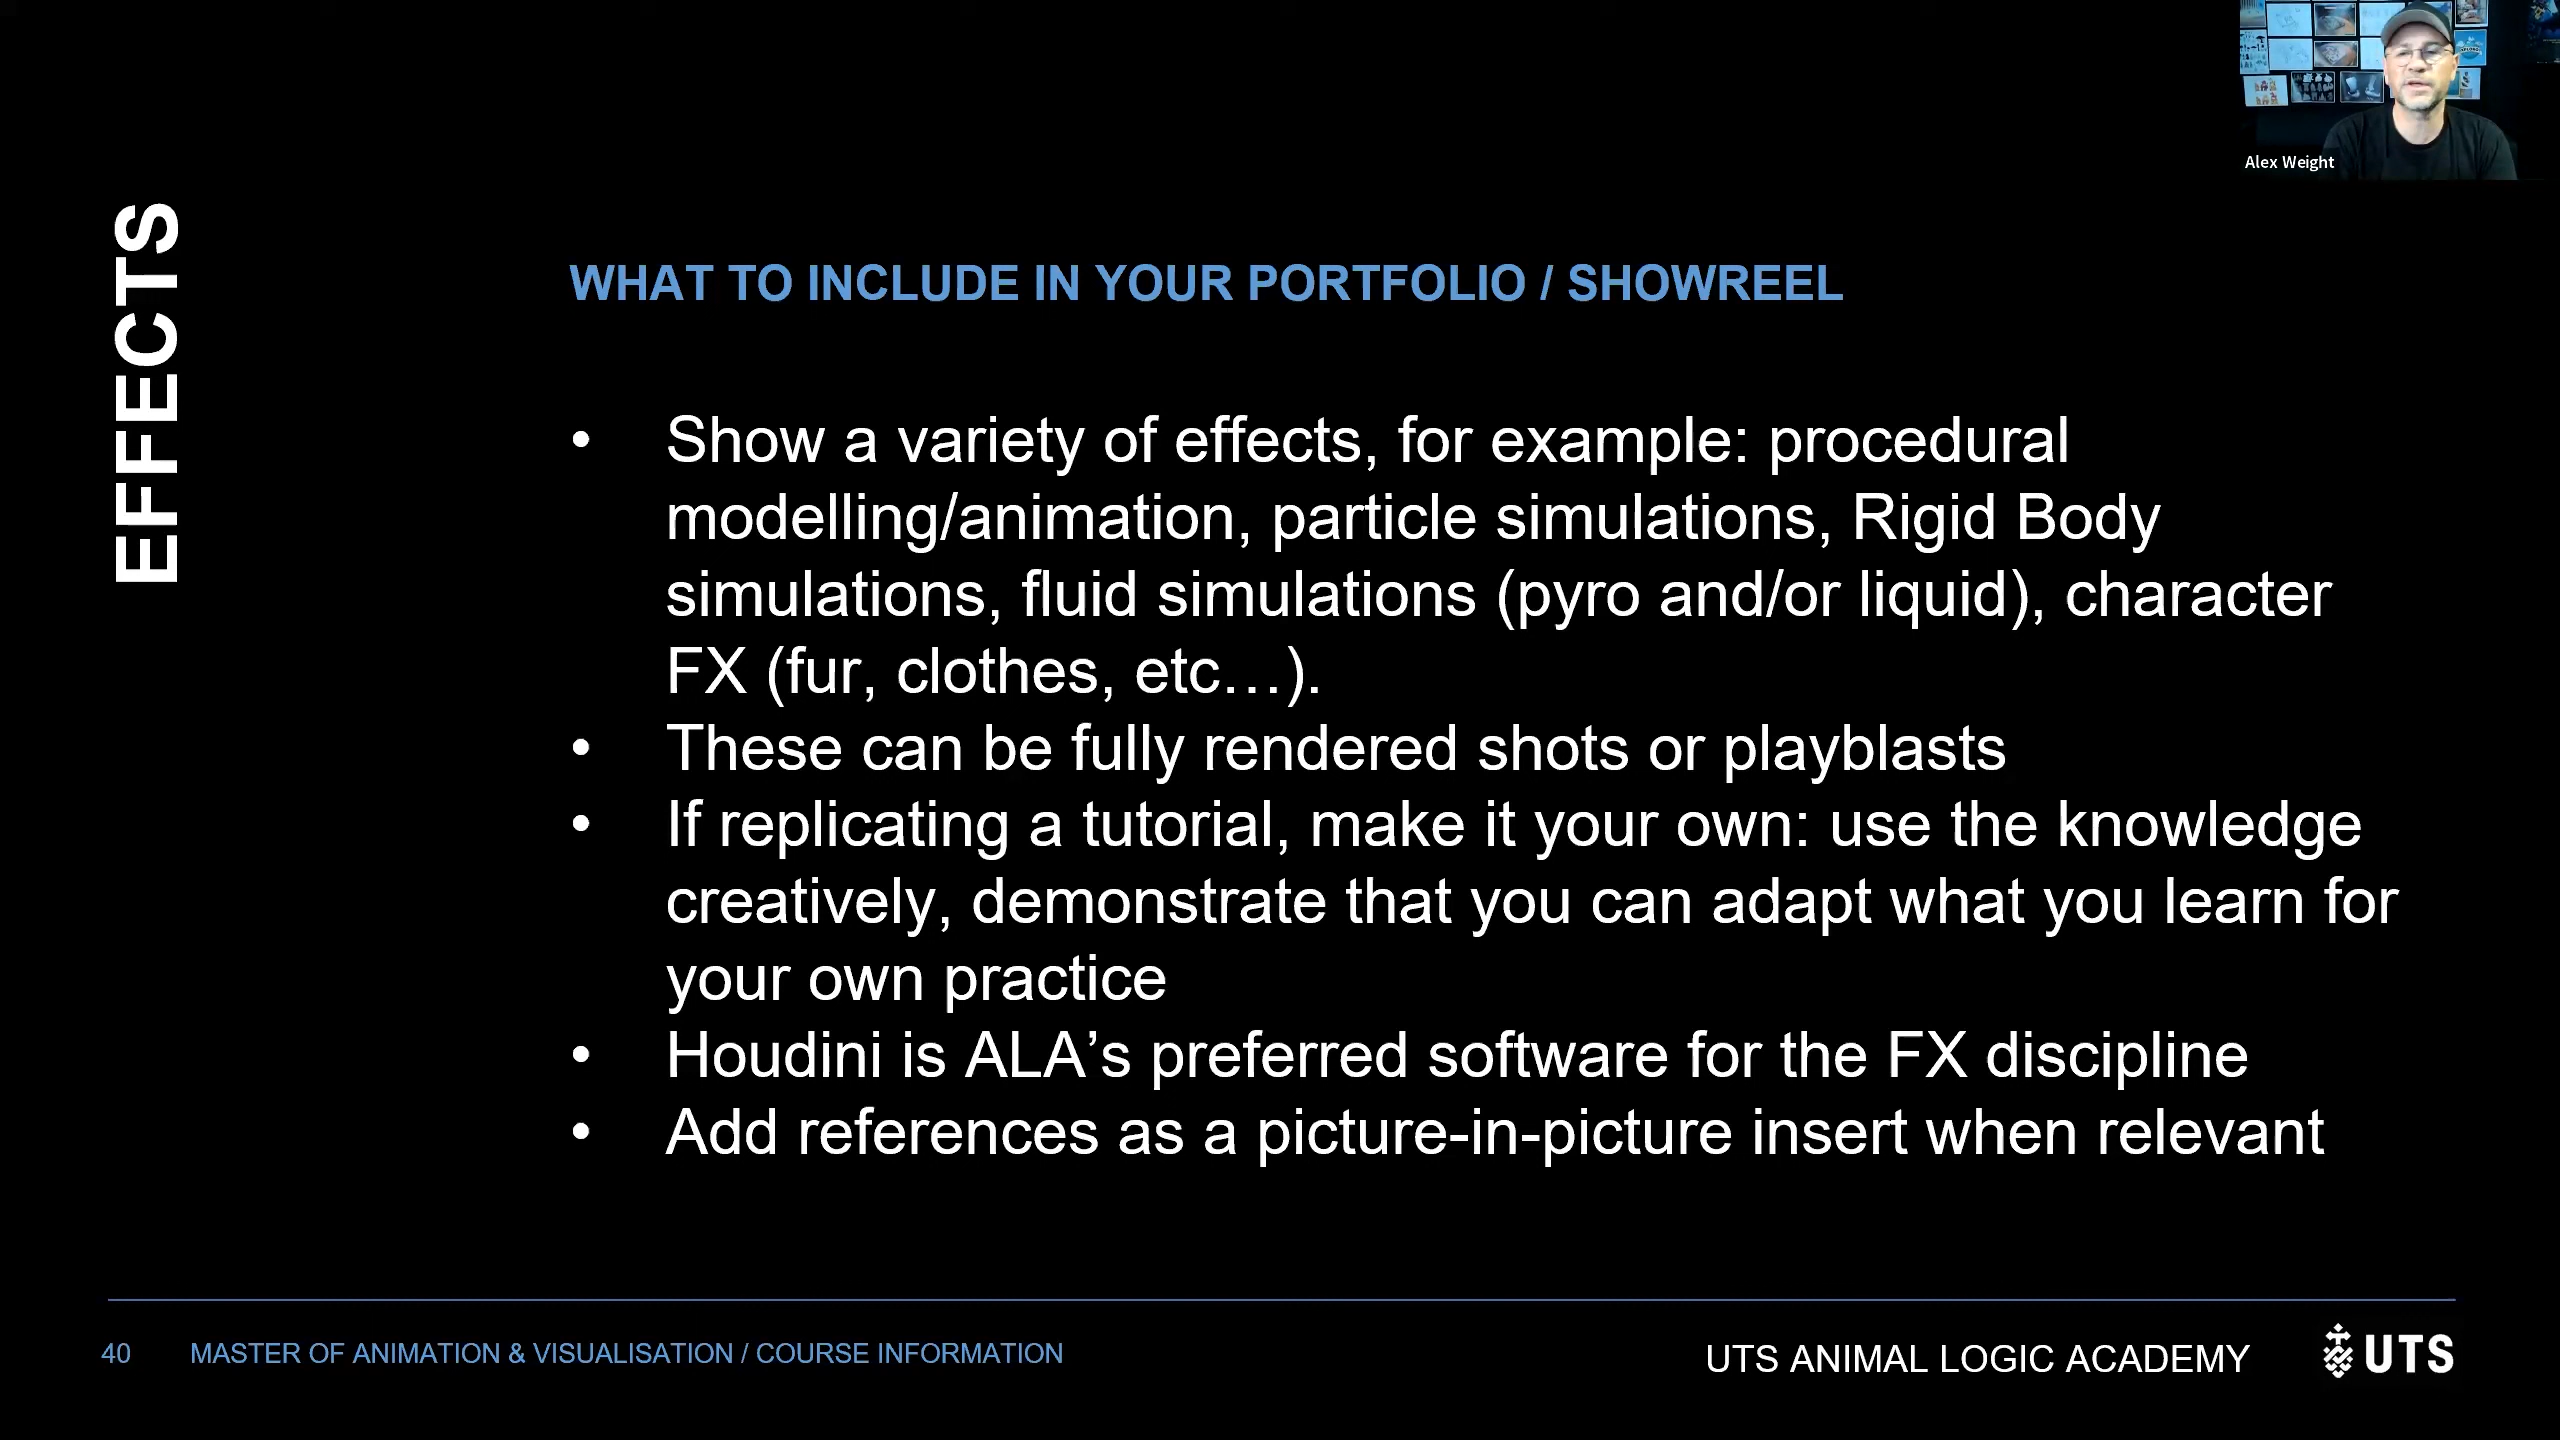 Alex Weight
EFFECTS
WHAT TO INCLUDE IN YOUR PORTFOLIO / SHOWREEL
• Show a variety of effects, for example: procedural
modelling/animation, particle simulations, Rigid Body
simulations, fluid simulations (pyro and/or liquid), character
FX (fur, clothes, etc…).
• These can be fully rendered shots or playblasts
• If replicating a tutorial, make it your own: use the knowledge
creatively, demonstrate that you can adapt what you learn for
your own practice
• Houdini is ALA’s preferred software for the FX discipline
• Add references as a picture-in-picture insert when relevant
40 MASTER OF ANIMATION & VISUALISATION / COURSE INFORMATION
UTS ANIMAL LOGIC ACADEMY
UTS